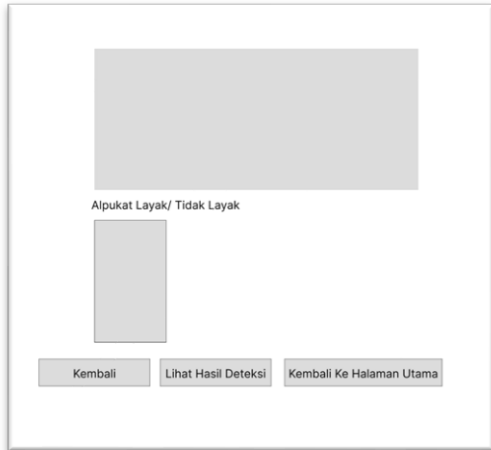 Alpukat Layak/ Tidak Layak
Kembali
Lihat Hasil Deteksi
Kembali Ke Halaman Utama